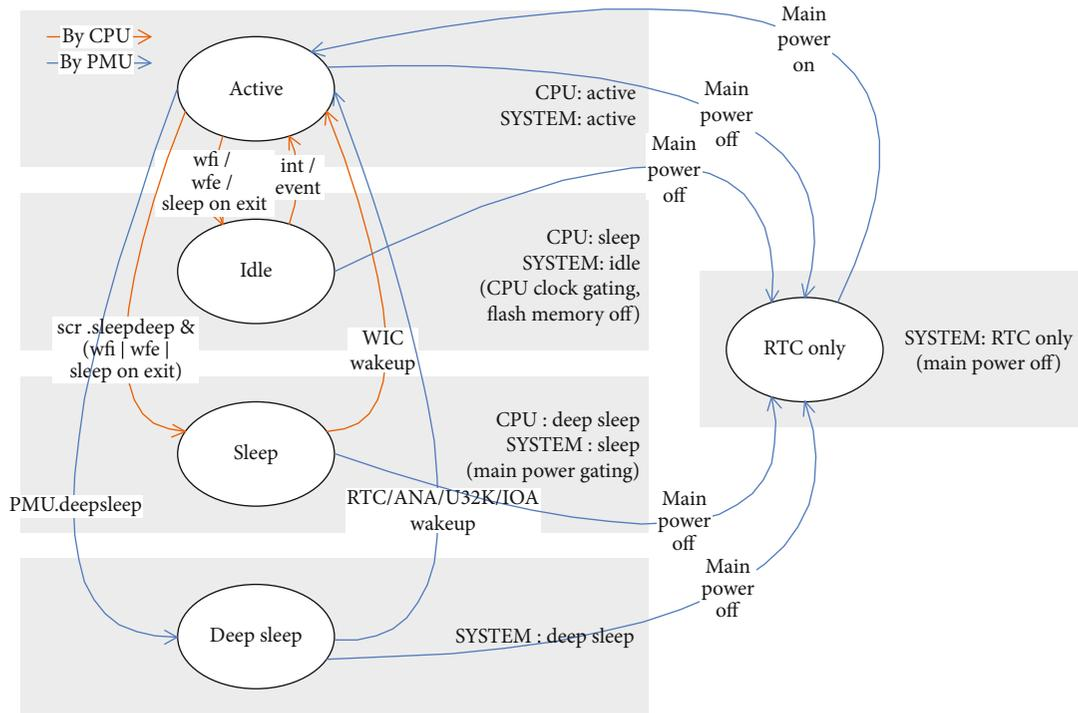 By CPU
By PMU
Active
CPU: active
SYSTEM: active
Main
power
on
Main
power
off
Main
power
off
wfi /
wfe /
sleep on exit
int /
event
Idle
CPU: sleep
SYSTEM: idle
(CPU clock gating,
flash memory off)
scr .sleepdeep &
(wfi | wfe |
sleep on exit)
WIC
wakeup
RTC only
SYSTEM: RTC only
(main power off)
Sleep
CPU : deep sleep
SYSTEM : sleep
(main power gating)
PMU.deepsleep
RTC/ANA/U32K/IOA
wakeup
Main
power
off
Main
power
off
Deep sleep
SYSTEM : deep sleep